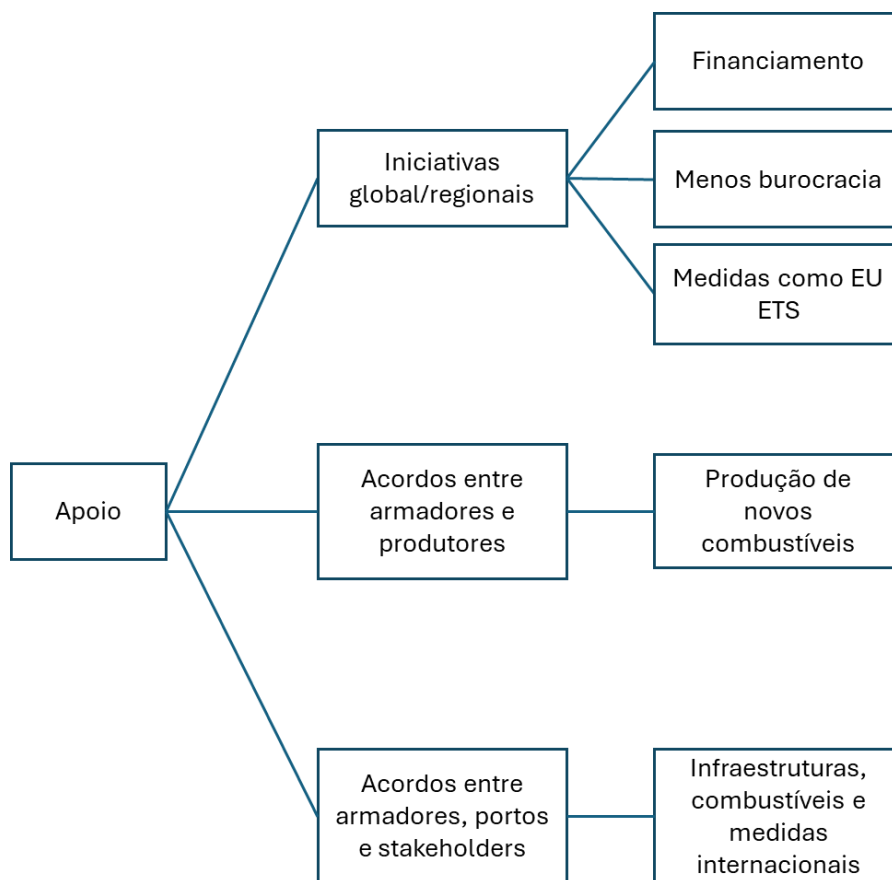 Financiamento
Iniciativas
global/regionais
Menos burocracia
Medidas como EU
ETS
Apoio
Acordos entre
armadores e
produtores
Produção de
novos
combustíveis
Acordos entre
armadores, portos
e stakeholders
Infraestruturas,
combustíveis e
medidas
internacionais